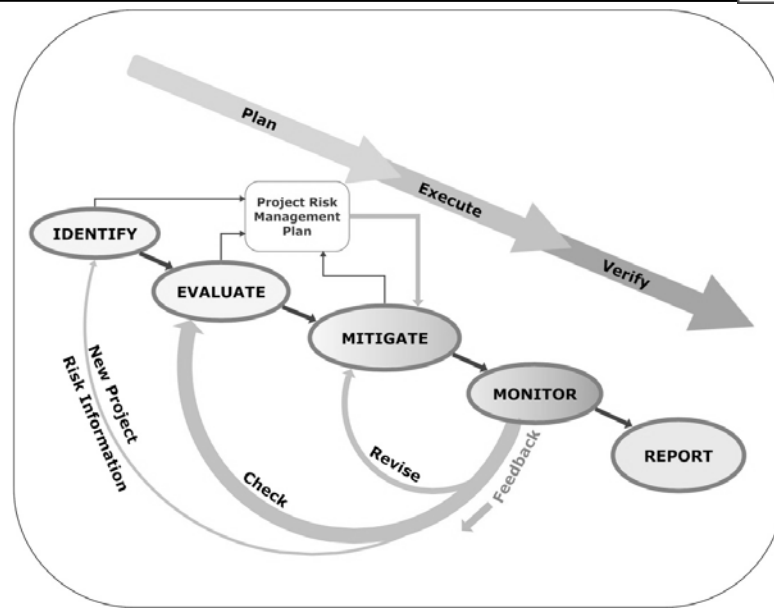 Plan
Execute
Verify
Project Risk
Management
Plan
IDENTIFY
EVALUATE
MITIGATE
MONITOR
REPORT
New Project
Risk Information
Check
Revise
Feedback